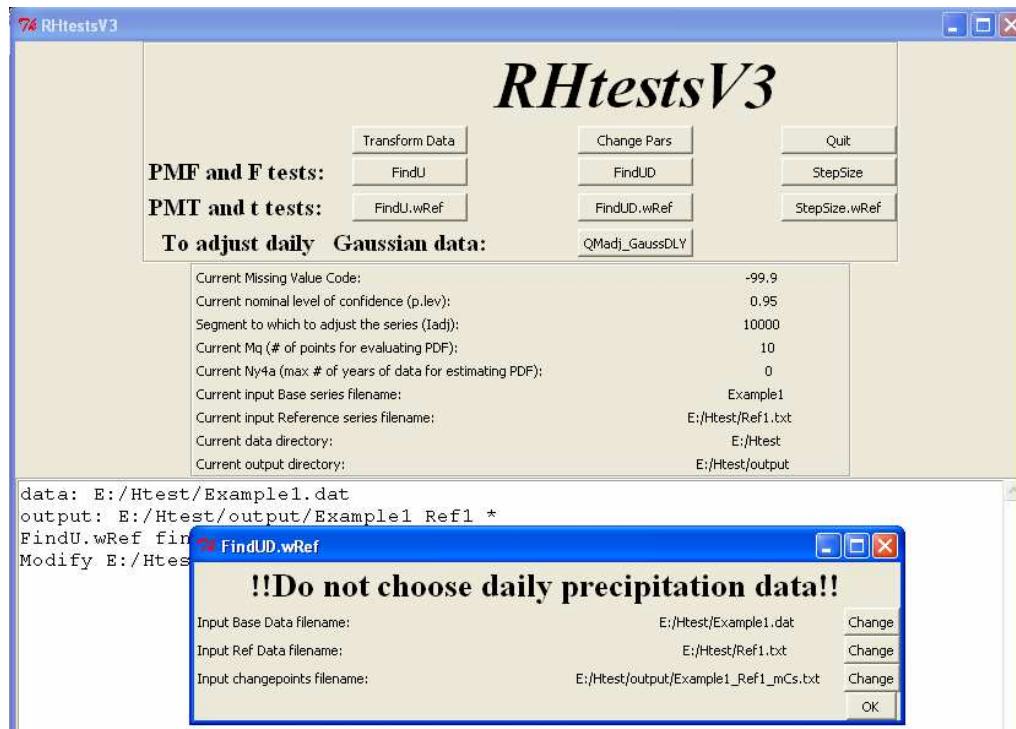 RHtestsV3
RHtestsV3
Transform Data Change Pars Quit
PMF and F tests: FindU FindUD StepSize
PMT and t tests: FindU.wRef FindUD.wRef StepSize.wRef
To adjust daily Gaussian data: QMadj_GaussDLY
Current Missing Value Code: -99.9
Current nominal level of confidence (p.lev): 0.95
Segment to which to adjust the series (Iadj): 10000
Current Mq (# of points for evaluating PDF): 10
Current Ny4a (max # of years of data for estimating PDF): 0
Current input Base series filename: Example1
Current input Reference series filename: E:/Htest/Ref1.txt
Current data directory: E:/Htest
Current output directory: E:/Htest/output
data: E:/Htest/Example1.dat
output: E:/Htest/output/Example1_Ref1_*
FindU.wRef fin
Modify E:/Htes
FindUD.wRef
!!Do not choose daily precipitation data!!
Input Base Data filename: E:/Htest/Example1.dat Change
Input Ref Data filename: E:/Htest/Ref1.txt Change
Input changepoints filename: E:/Htest/output/Example1_Ref1_mCs.txt Change
OK